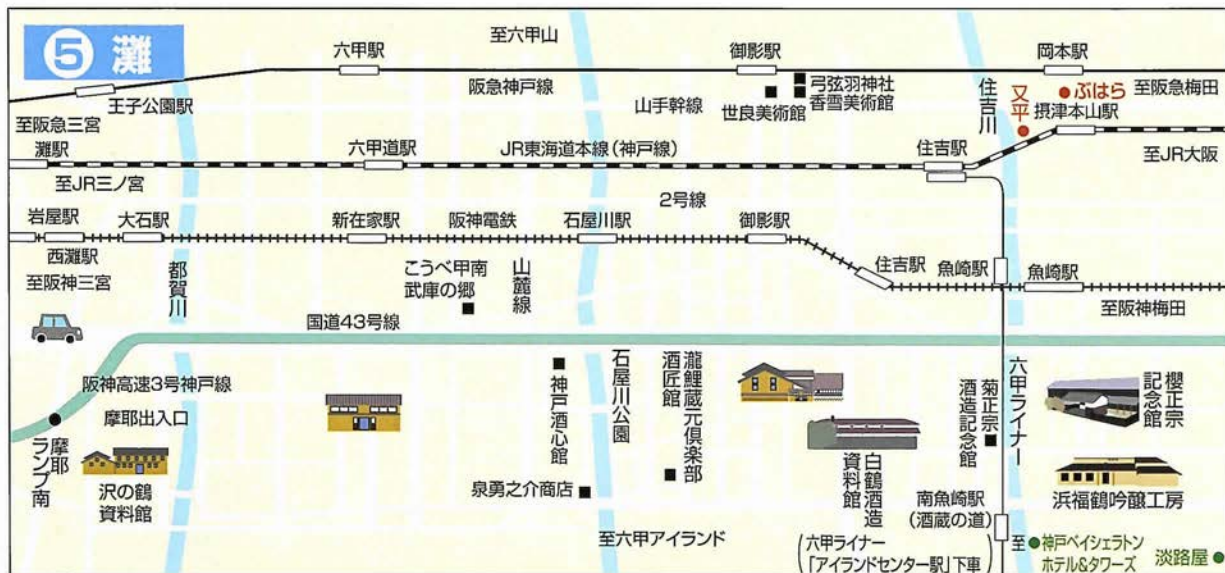 ⑤ 灘
至六甲山
六甲駅
御影駅
岡本駅
阪急神戸線
弓弦羽神社
香雪美術館
世良美術館
山手幹線
住吉川
又平
ぶはら
至阪急梅田
王子公園駅
摂津本山駅
至阪急三宮
灘駅
六甲道駅
JR東海道本線(神戸線)
住吉駅
至JR大阪
至JR三ノ宮
2号線
岩屋駅
大石駅
新在家駅
阪神電鉄
石屋川駅
御影駅
西灘駅
住吉駅
魚崎駅
魚崎駅
至阪神三宮
都賀川
こうべ甲南
武庫の郷
山麓線
至阪神梅田
国道43号線
阪神高速3号神戸線
摩耶出入口
摩耶
ランプ南
沢の鶴
資料館
神戸酒心館
石屋川公園
瀧鯉蔵元倶楽部
酒匠館
泉勇之介商店
白鶴酒造
資料館
菊正宗
酒造記念館
六甲ライナー
櫻正宗
記念館
浜福鶴吟醸工房
南魚崎駅
(酒蔵の道)
至六甲アイランド
(六甲ライナー
「アイランドセンター駅」下車)
至
神戸ベイシェラトン
ホテル&タワーズ
淡路屋